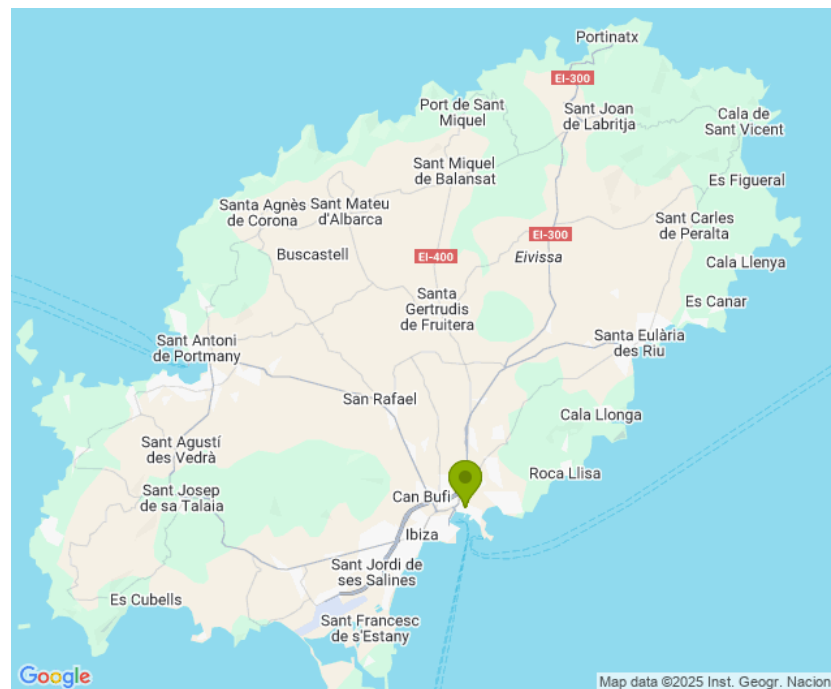 Portinatx
EI-300
Port de Sant
Miquel
Sant Joan
de Labritja
Cala de
Sant Vicent
Sant Miquel
de Balansat
Es Figueral
Santa Agnès
de Corona
Sant Mateu
d'Albarca
Sant Carles
de Peralta
EI-300
Buscastell
EI-400
Eivissa
Cala Llenya
Santa
Gertrudis
de Fruitera
Es Canar
Sant Antoni
de Portmany
Santa Eulària
des Riu
San Rafael
Cala Llonga
Sant Agustí
des Vedrà
Roca Llisa
Sant Josep
de sa Talaia
Can Bufí
Ibiza
Sant Jordi de
ses Salines
Es Cubells
Sant Francesc
de s'Estany
Google
Map data ©2025 Inst. Geogr. Nacion